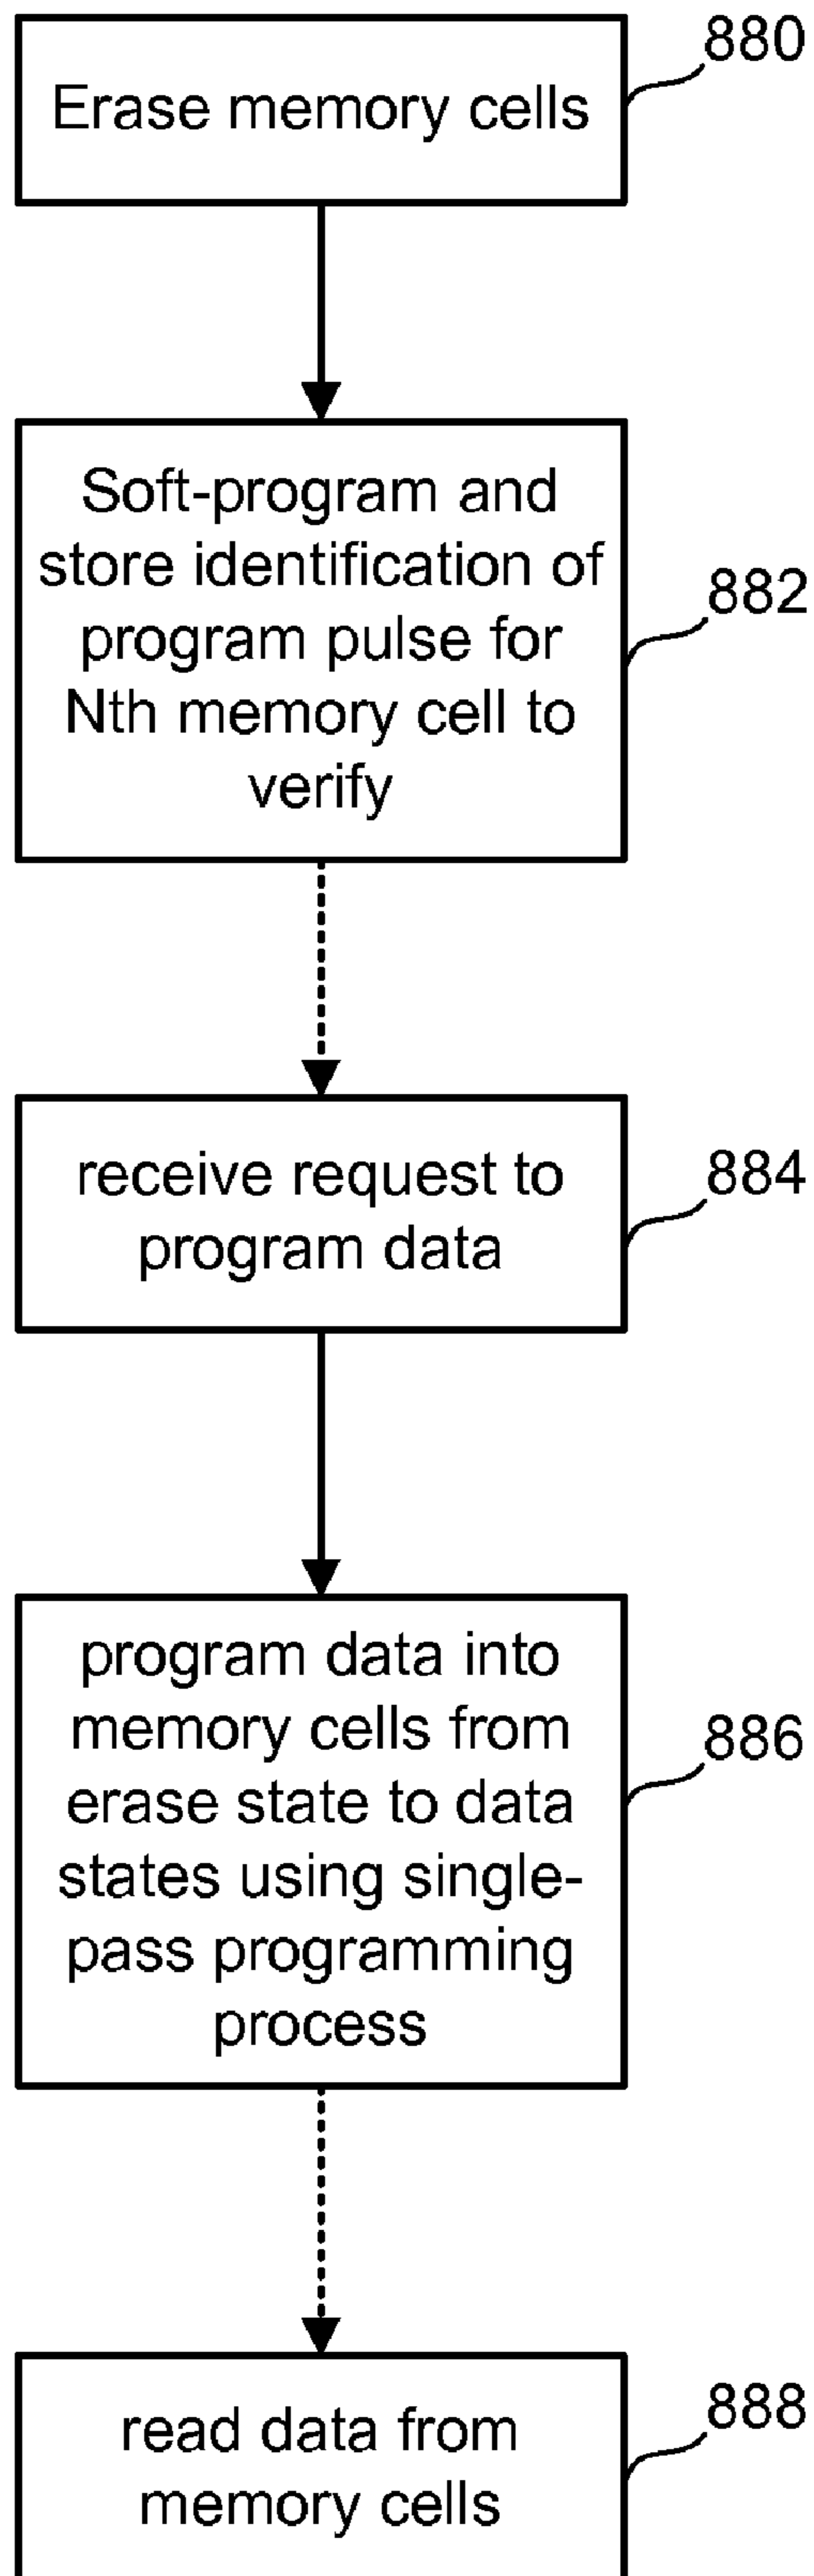 880
Erase memory cells
Soft-program and
store identification of
program pulse for
Nth memory cell to
verify
882
receive request to
program data
884
program data into
memory cells from
erase state to data
states using single-
pass programming
process
886
read data from
memory cells
888